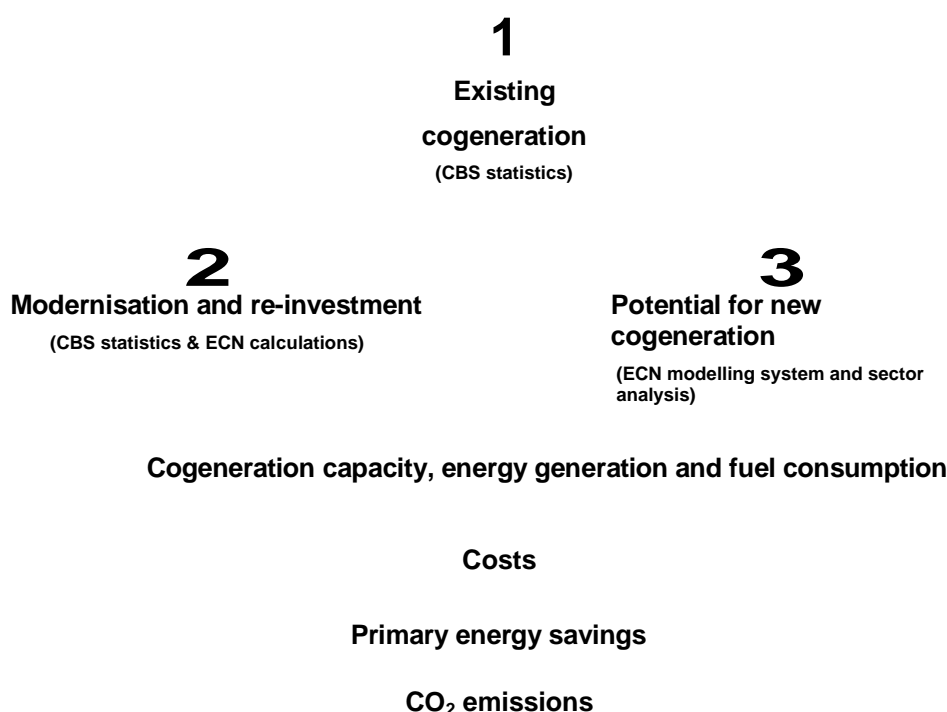 1
Existing
cogeneration
(CBS statistics)
2
Modernisation and re-investment
(CBS statistics & ECN calculations)
3
Potential for new
cogeneration
(ECN modelling system and sector
analysis)
Cogeneration capacity, energy generation and fuel consumption
Costs
Primary energy savings
CO₂ emissions